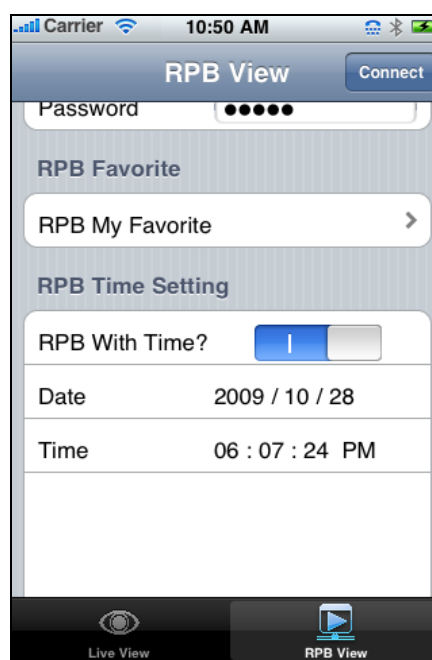 Carrier 10:50 AM
RPB View Connect
Password ●●●●●
RPB Favorite
RPB My Favorite
RPB Time Setting
RPB With Time?
Date 2009 / 10 / 28
Time 06 : 07 : 24 PM
Live View RPB View